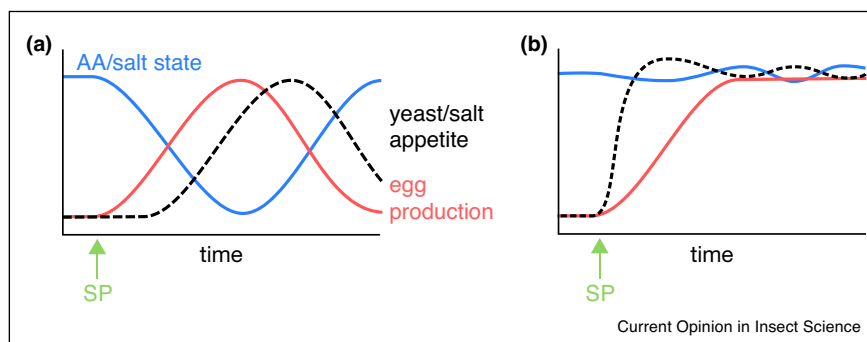 (a)
AA/salt state
yeast/salt
appetite
egg
production
time
SP
(b)
time
SP
Current Opinion in Insect Science